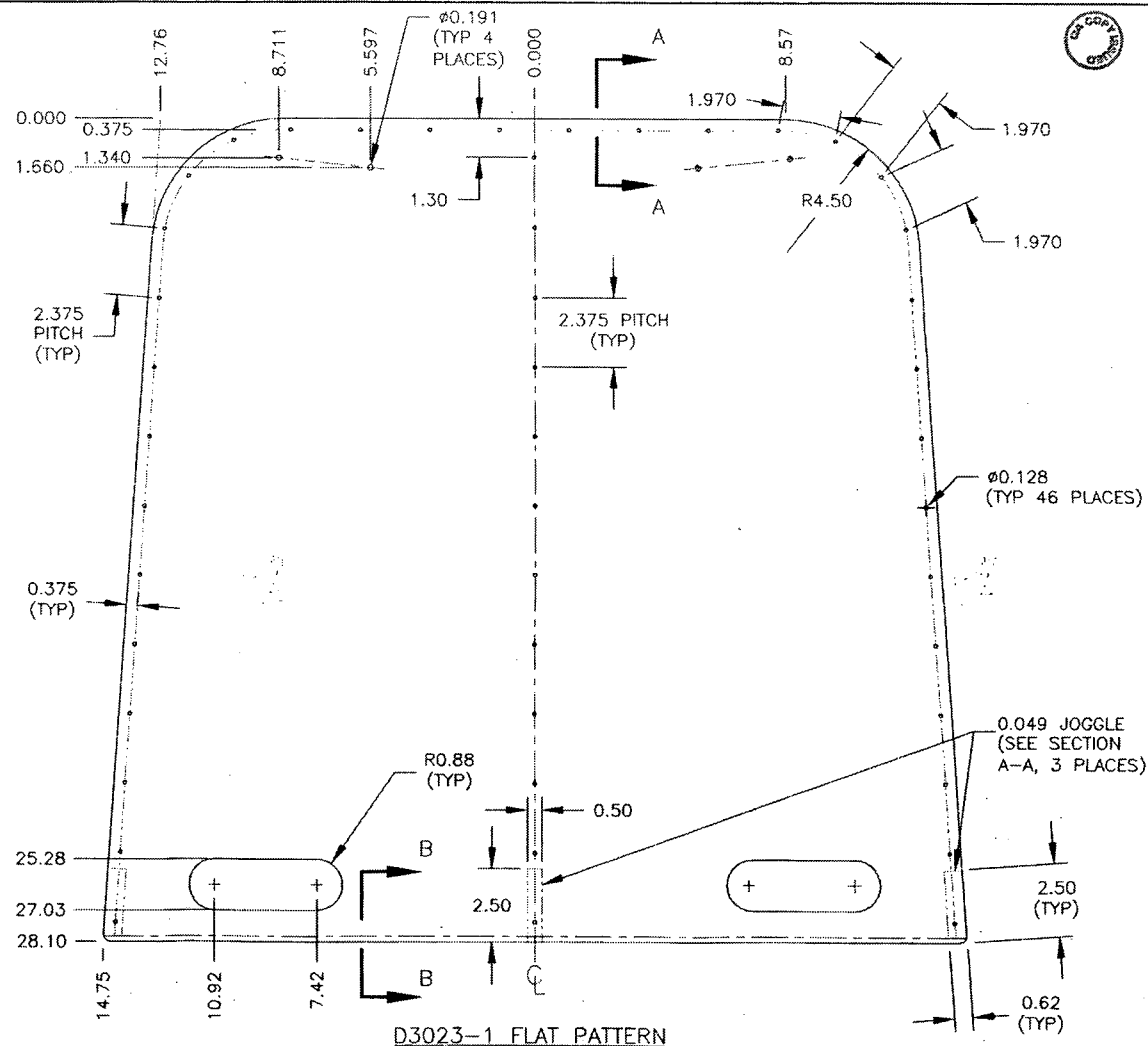 12.76
8.711
5.597
Ø0.191
(TYP 4
PLACES)
0.000
A
8.57
0.000
0.375
1.340
1.660
1.970
1.970
1.30
A
R4.50
1.970
2.375
PITCH
(TYP)
2.375 PITCH
(TYP)
Ø0.128
(TYP 46 PLACES)
0.375
(TYP)
0.049 JOGGLE
(SEE SECTION
A-A, 3 PLACES)
R0.88
(TYP)
0.50
25.28
27.03
28.10
B
2.50
2.50
(TYP)
14.75
10.92
7.42
B
CL
0.62
(TYP)
D3023-1 FLAT PATTERN